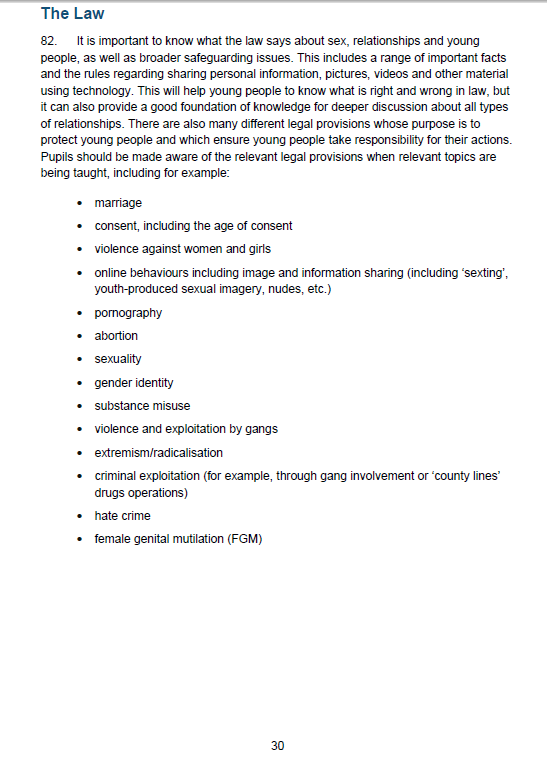 The Law
82. It is important to know what the law says about sex, relationships and young
people, as well as broader safeguarding issues. This includes a range of important facts
and the rules regarding sharing personal information, pictures, videos and other material
using technology. This will help young people to know what is right and wrong in law, but
it can also provide a good foundation of knowledge for deeper discussion about all types
of relationships. There are also many different legal provisions whose purpose is to
protect young people and which ensure young people take responsibility for their actions.
Pupils should be made aware of the relevant legal provisions when relevant topics are
being taught, including for example:
• marriage
• consent, including the age of consent
• violence against women and girls
• online behaviours including image and information sharing (including ‘sexting’,
youth-produced sexual imagery, nudes, etc.)
• pornography
• abortion
• sexuality
• gender identity
• substance misuse
• violence and exploitation by gangs
• extremism/radicalisation
• criminal exploitation (for example, through gang involvement or ‘county lines’
drugs operations)
• hate crime
• female genital mutilation (FGM)
30